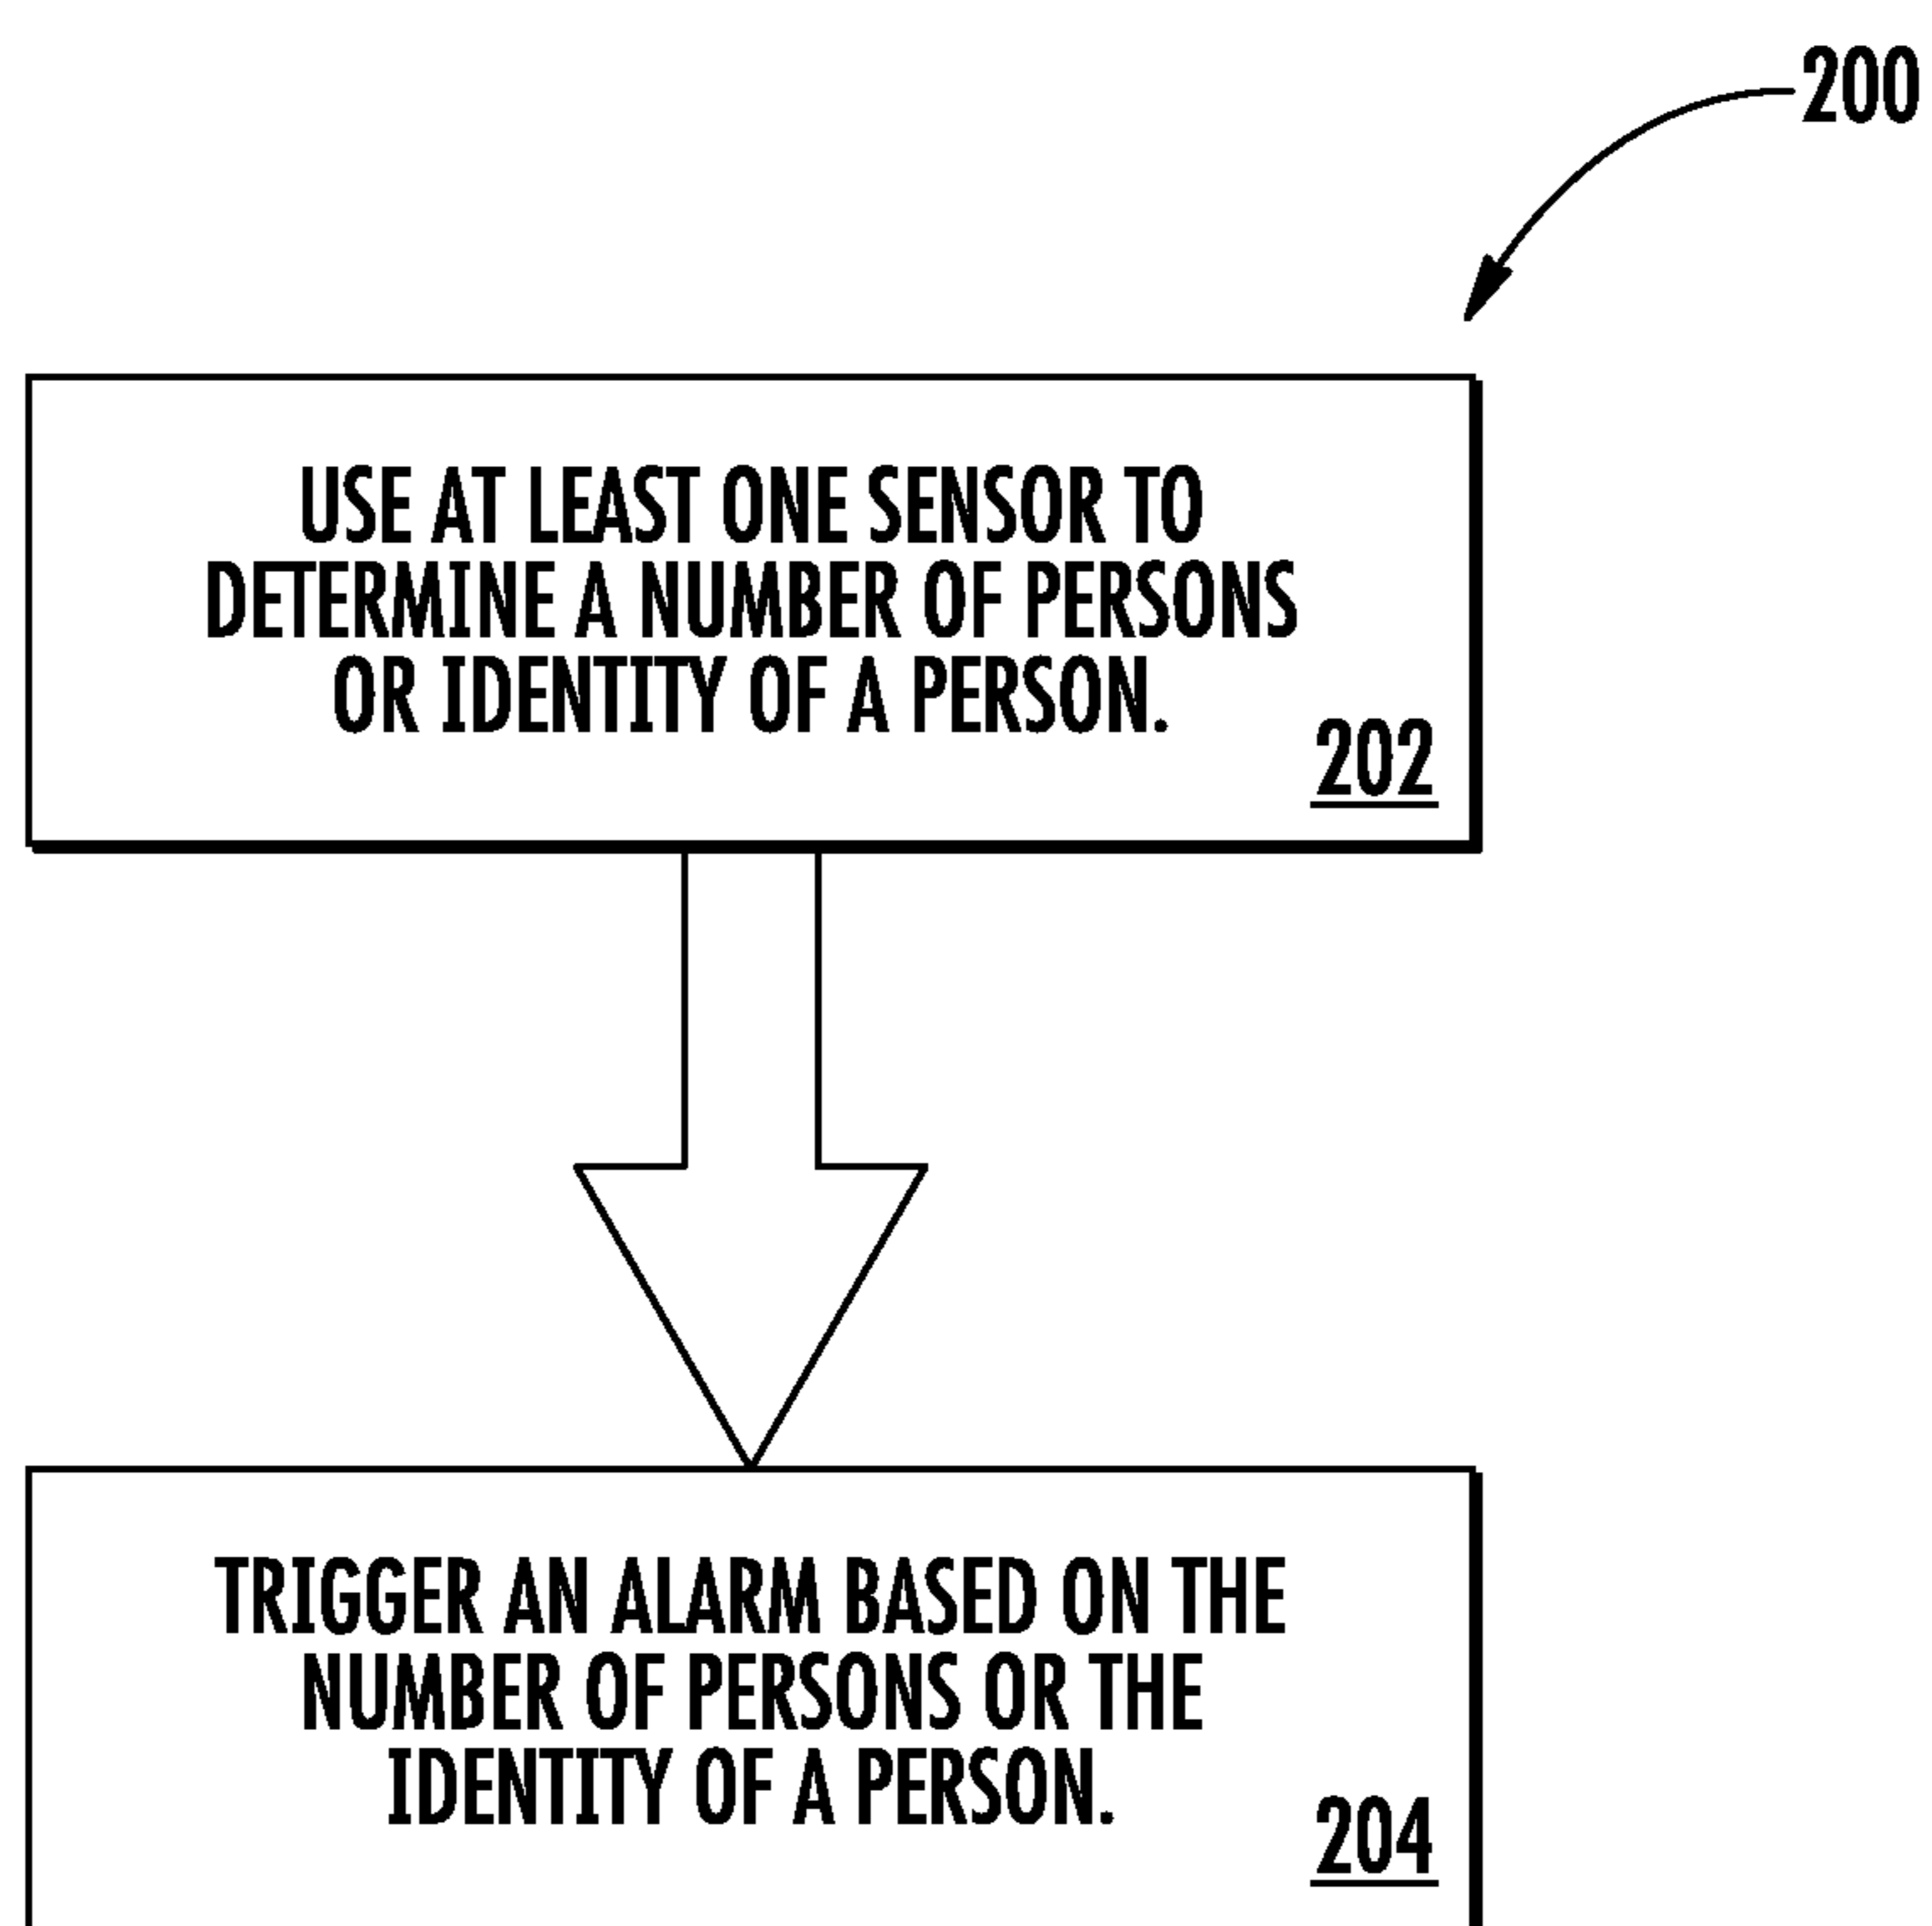 200
USE AT LEAST ONE SENSOR TO
DETERMINE A NUMBER OF PERSONS
OR IDENTITY OF A PERSON.
202
TRIGGER AN ALARM BASED ON THE
NUMBER OF PERSONS OR THE
IDENTITY OF A PERSON.
204